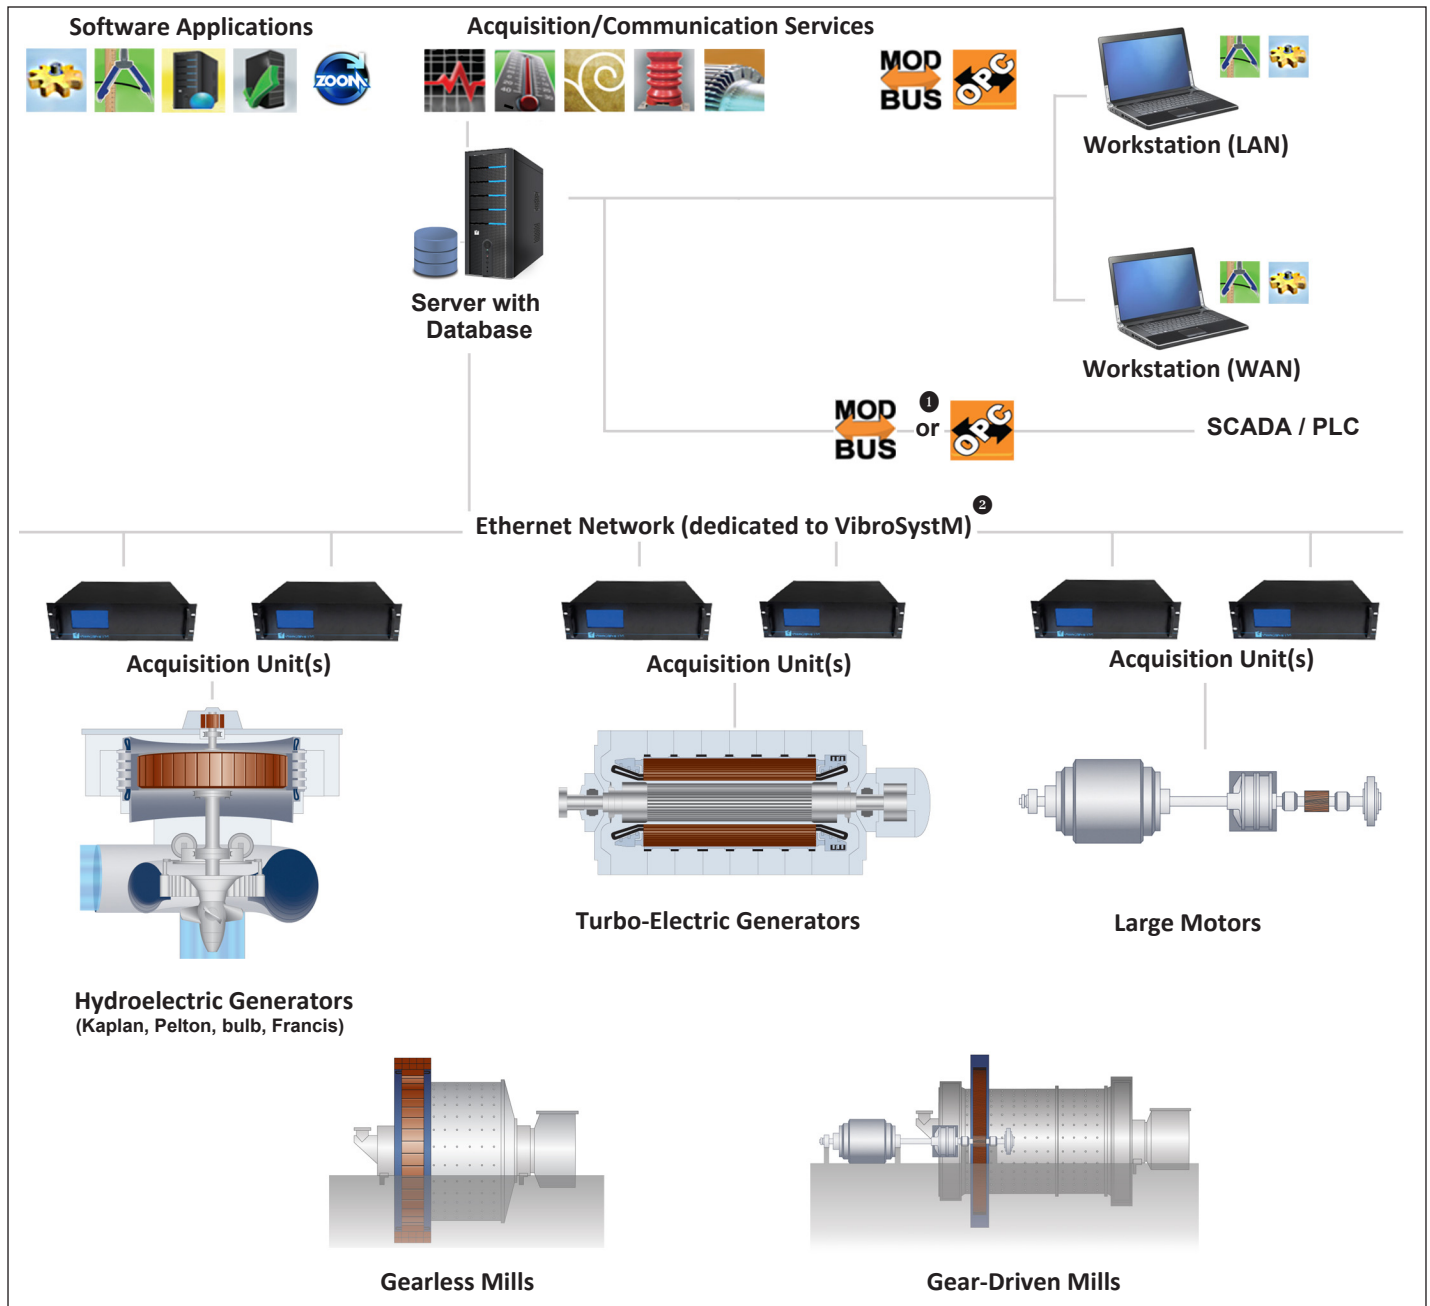 Software Applications
Acquisition/Communication Services
ZOOM
MOD
BUS
OPC
40
Workstation (LAN)
Server with
Database
Workstation (WAN)
MOD
BUS
1
or
OPC
SCADA / PLC
Ethernet Network (dedicated to VibroSystM) 2
Acquisition Unit(s)
Acquisition Unit(s)
Acquisition Unit(s)
Turbo-Electric Generators
Large Motors
Hydroelectric Generators
(Kaplan, Pelton, bulb, Francis)
Gearless Mills
Gear-Driven Mills